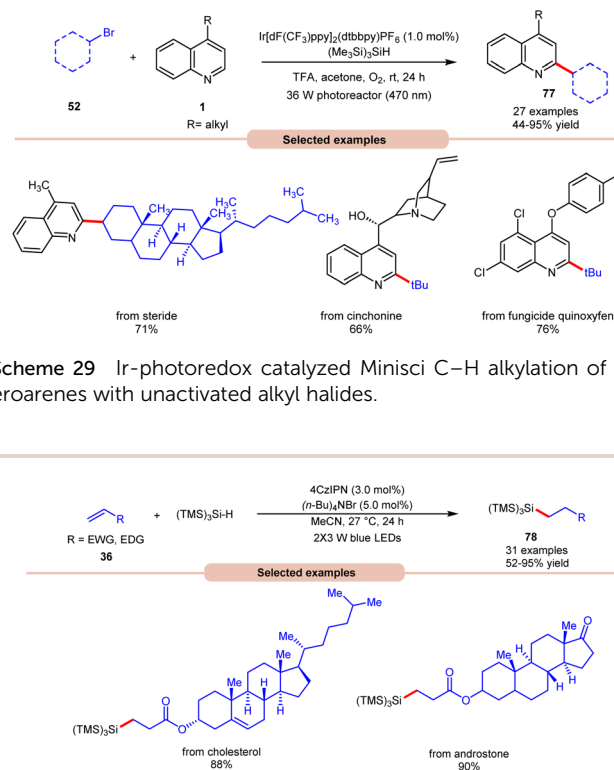 Br
52
+
R
N
1
R= alkyl
Ir[dF(CF3)ppy]2(dtbbpy)PF6 (1.0 mol%)
(Me3Si)3SiH
TFA, acetone, O2, rt, 24 h
36 W photoreactor (470 nm)
R
N
77
27 examples
44-95% yield
Selected examples
CH3
N
CH3
H
H
H
CH3
CH3
H3C
CH3
from steride
71%
OH
H
N
N
tBu
from cinchonine
66%
Cl
Cl
O
N
tBu
from fungicide quinoxyfen
76%
Scheme 29 Ir-photoredox catalyzed Minisci C–H alkylation of
eroarenes with unactivated alkyl halides.
R
R = EWG, EDG
36
+
(TMS)3Si-H
4CzIPN (3.0 mol%)
(n-Bu)4NBr (5.0 mol%)
MeCN, 27 °C, 24 h
2X3 W blue LEDs
(TMS)3Si
R
78
31 examples
52-95% yield
Selected examples
(TMS)3Si
O
O
Me
H
H
H
Me
Me
Me
Me
from cholesterol
88%
(TMS)3Si
O
O
Me
H
H
H
Me
O
from androstone
90%